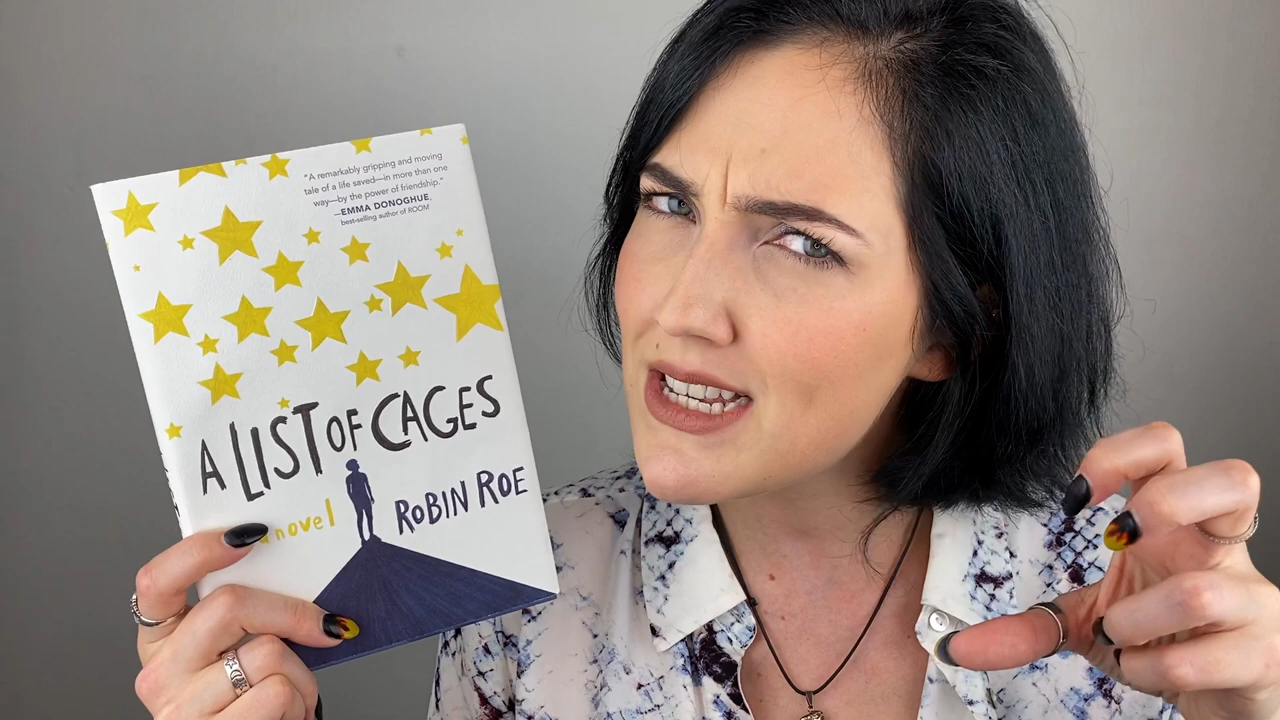 "A remarkably gripping and moving
tale of a life saved—in more than one
way—by the power of friendship."
—EMMA DONOGHUE,
best-selling author of ROOM
A LIST OF CAGES
novel
ROBIN ROE